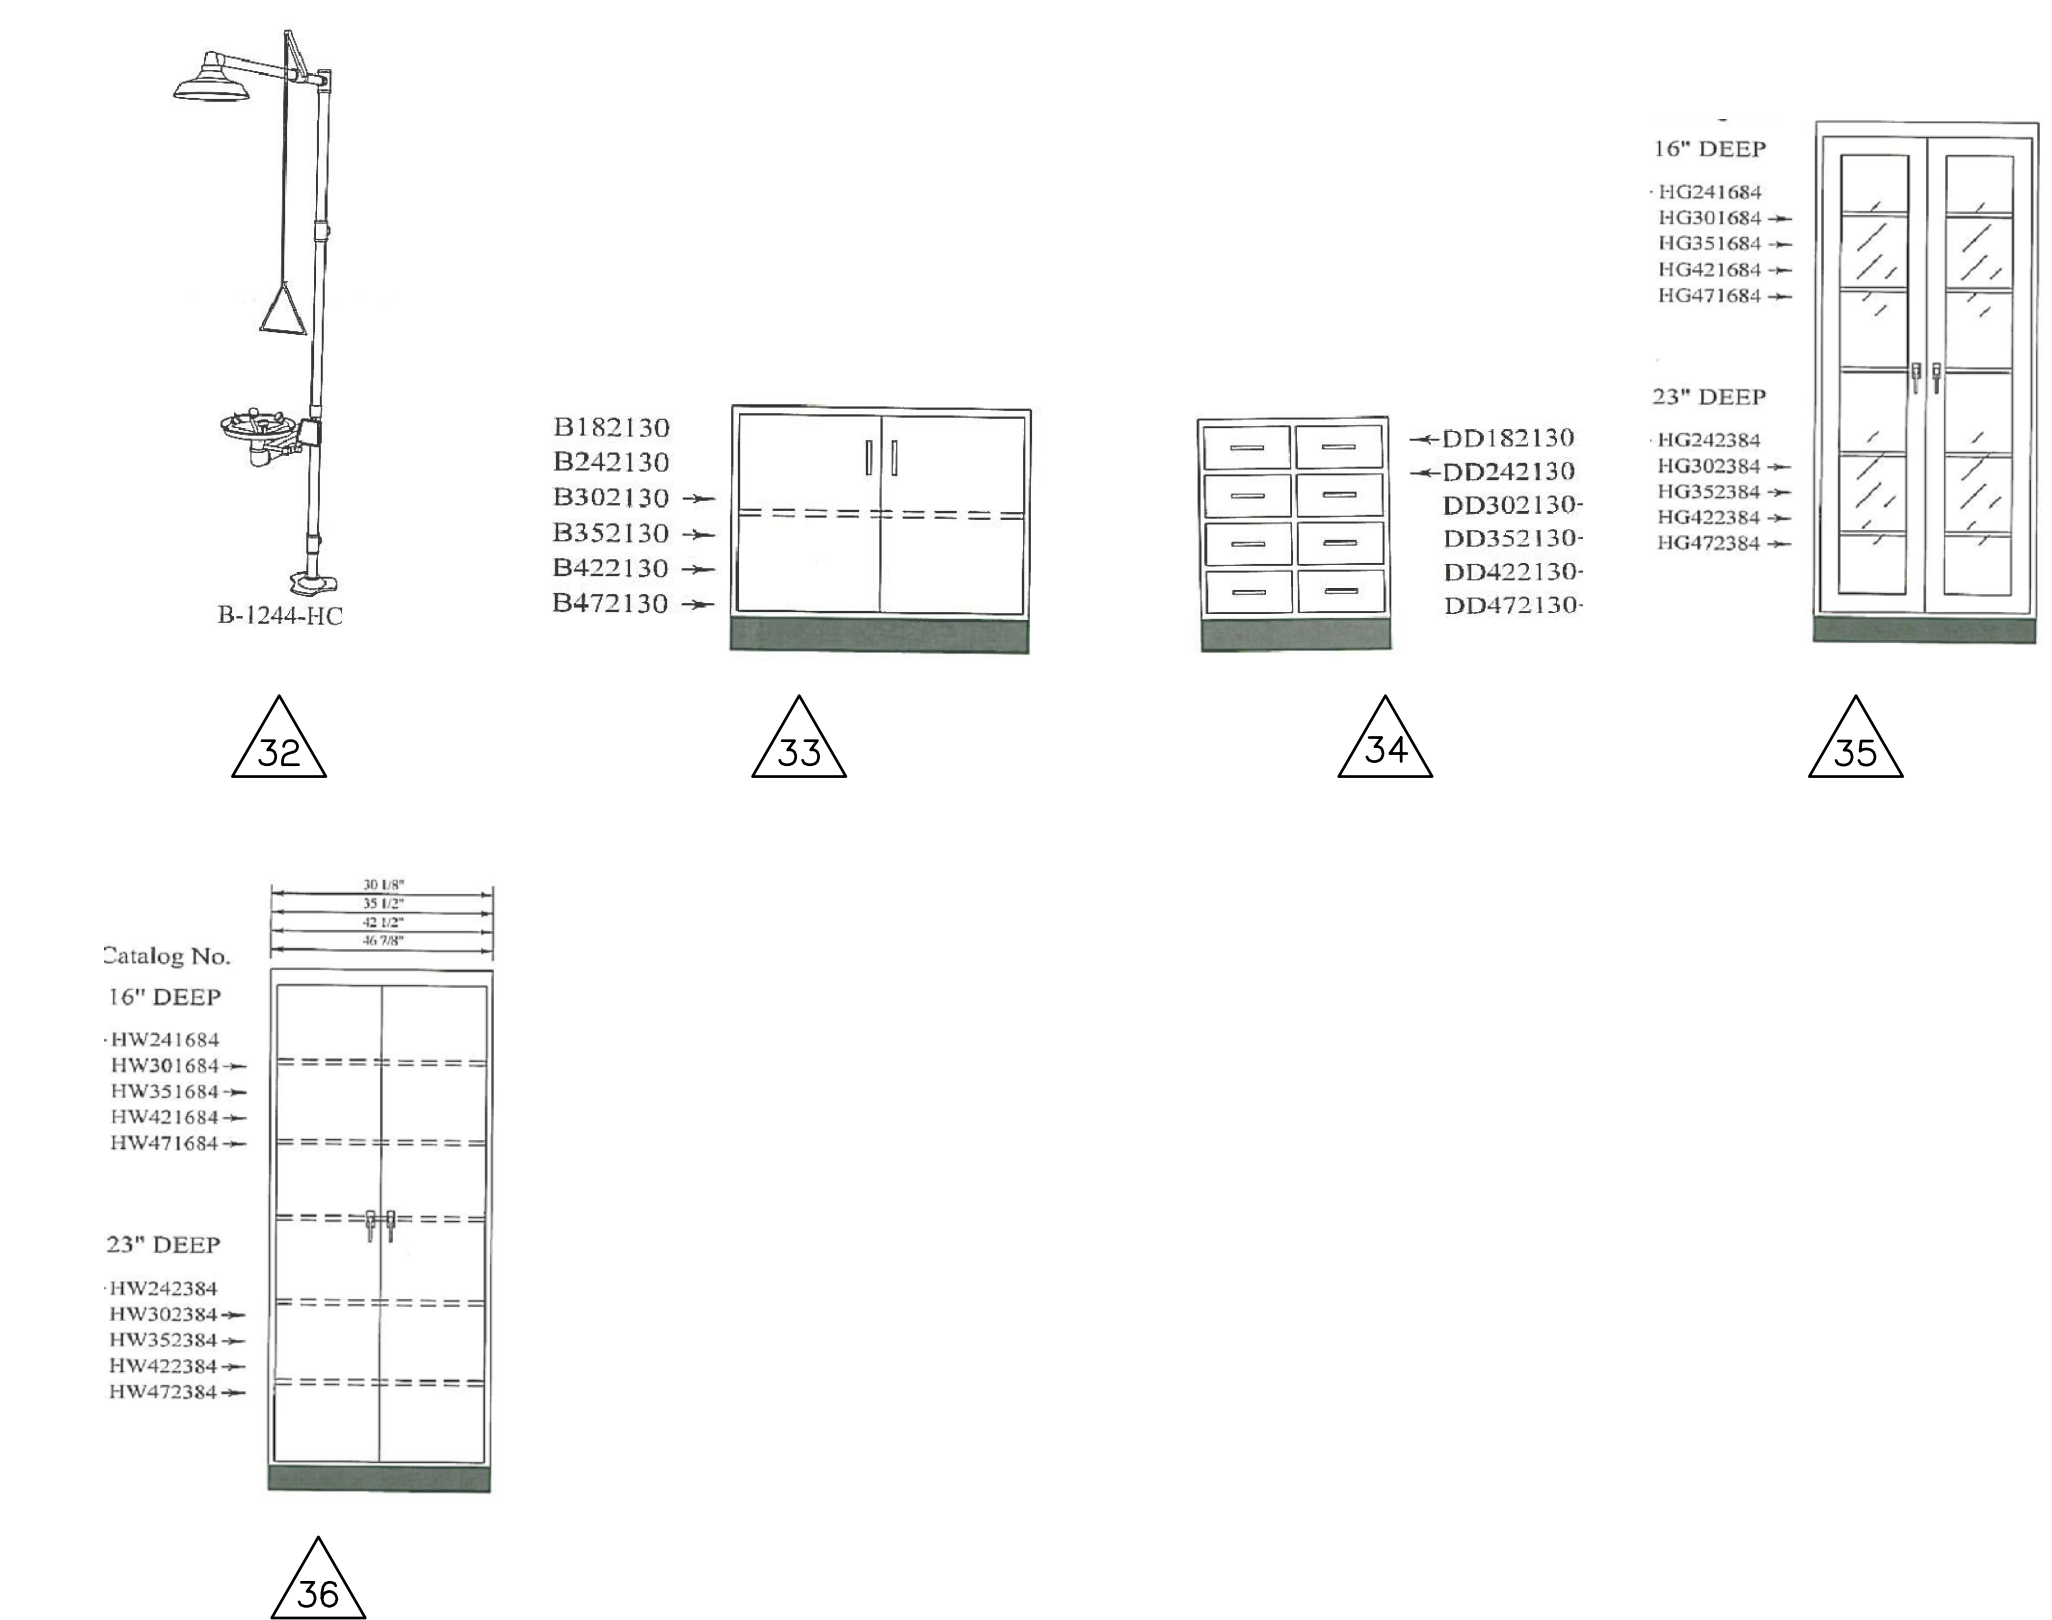 B-1244-HC
32
B182130
B242130
B302130
B352130
B422130
B472130
33
DD182130
DD242130
DD302130-
DD352130-
DD422130-
DD472130-
34
16" DEEP
HG241684
HG301684
HG351684
HG421684
HG471684
23" DEEP
HG242384
HG302384
HG352384
HG422384
HG472384
35
30 1/8"
35 1/2"
42 1/2"
46 7/8"
Catalog No.
16" DEEP
HW241684
HW301684
HW351684
HW421684
HW471684
23" DEEP
HW242384
HW302384
HW352384
HW422384
HW472384
36